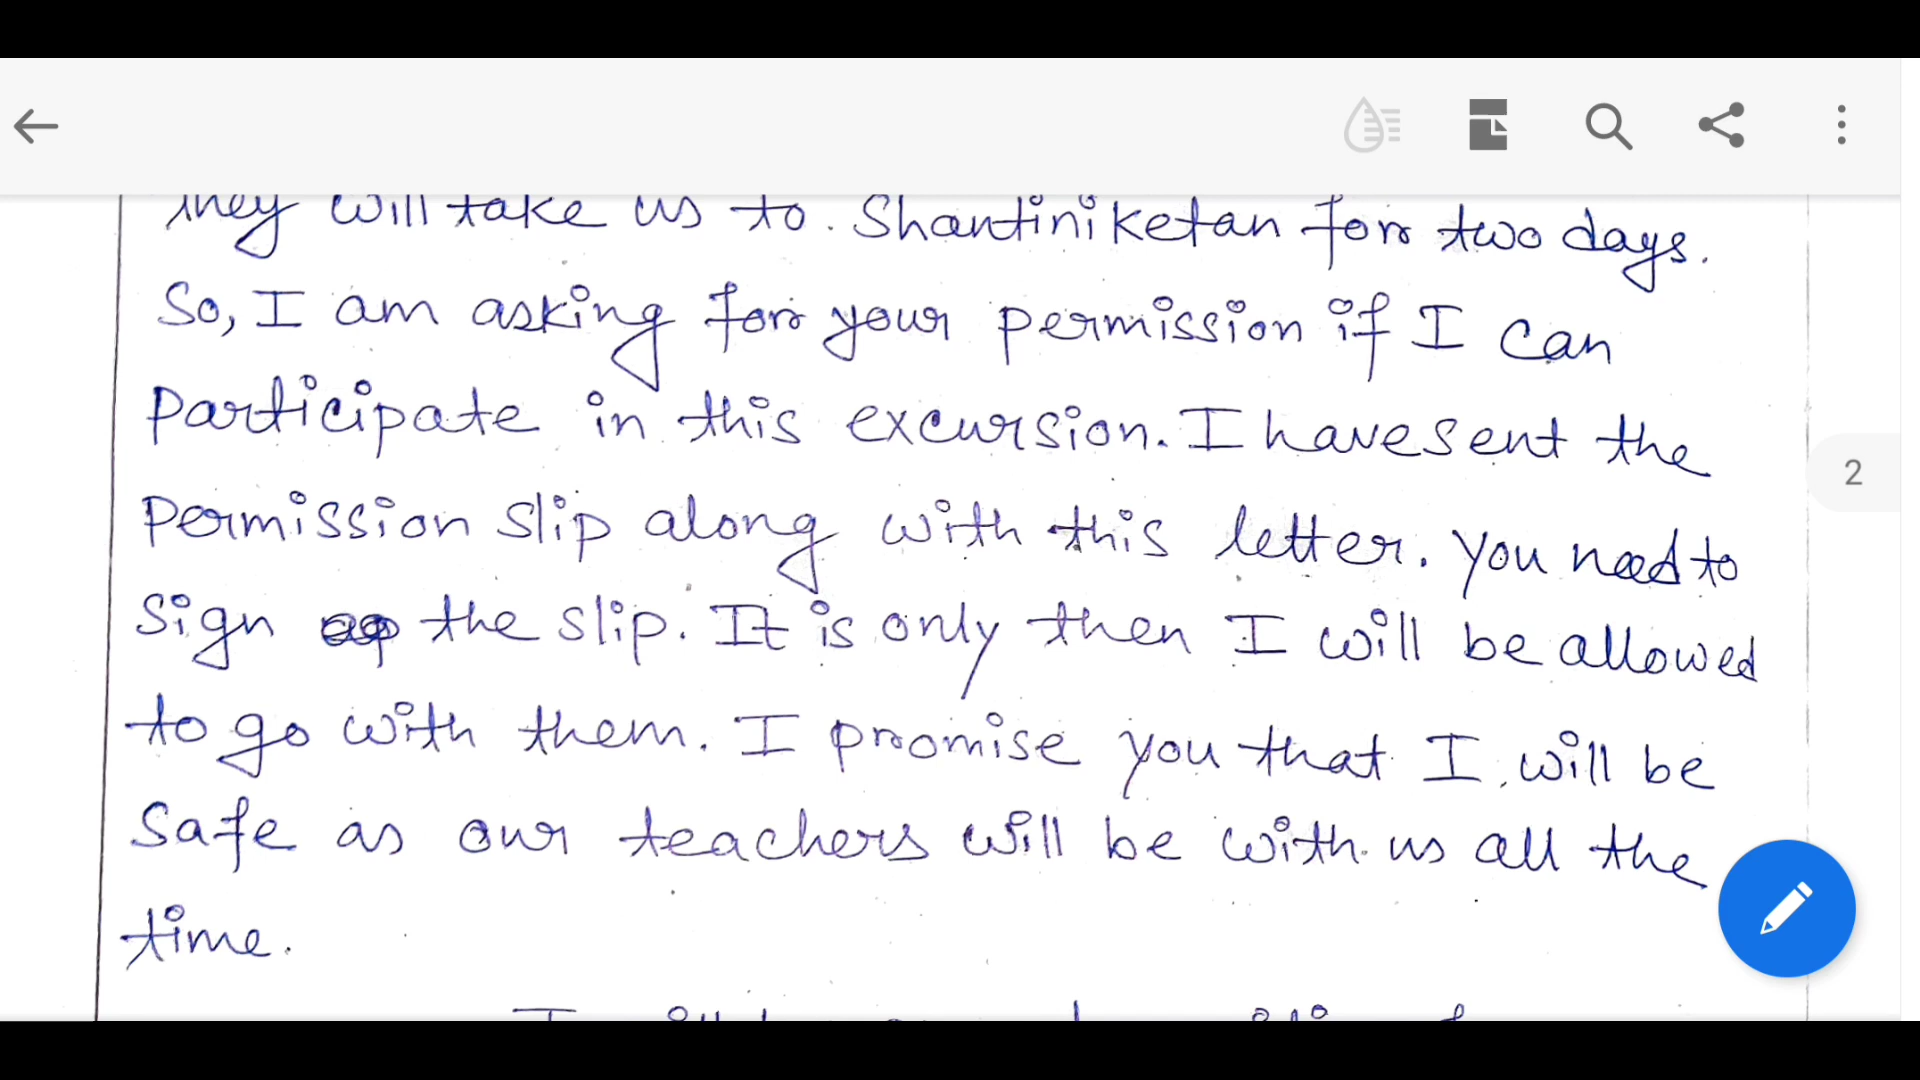 they will take us to Shantiniketan for two days.
So, I am asking for your permission if I can
participate in this excursion. I have sent the
permission slip along with this letter. You need to
sign the slip. It is only then I will be allowed
to go with them. I promise you that I will be
safe as our teachers will be with us all the
time.
2